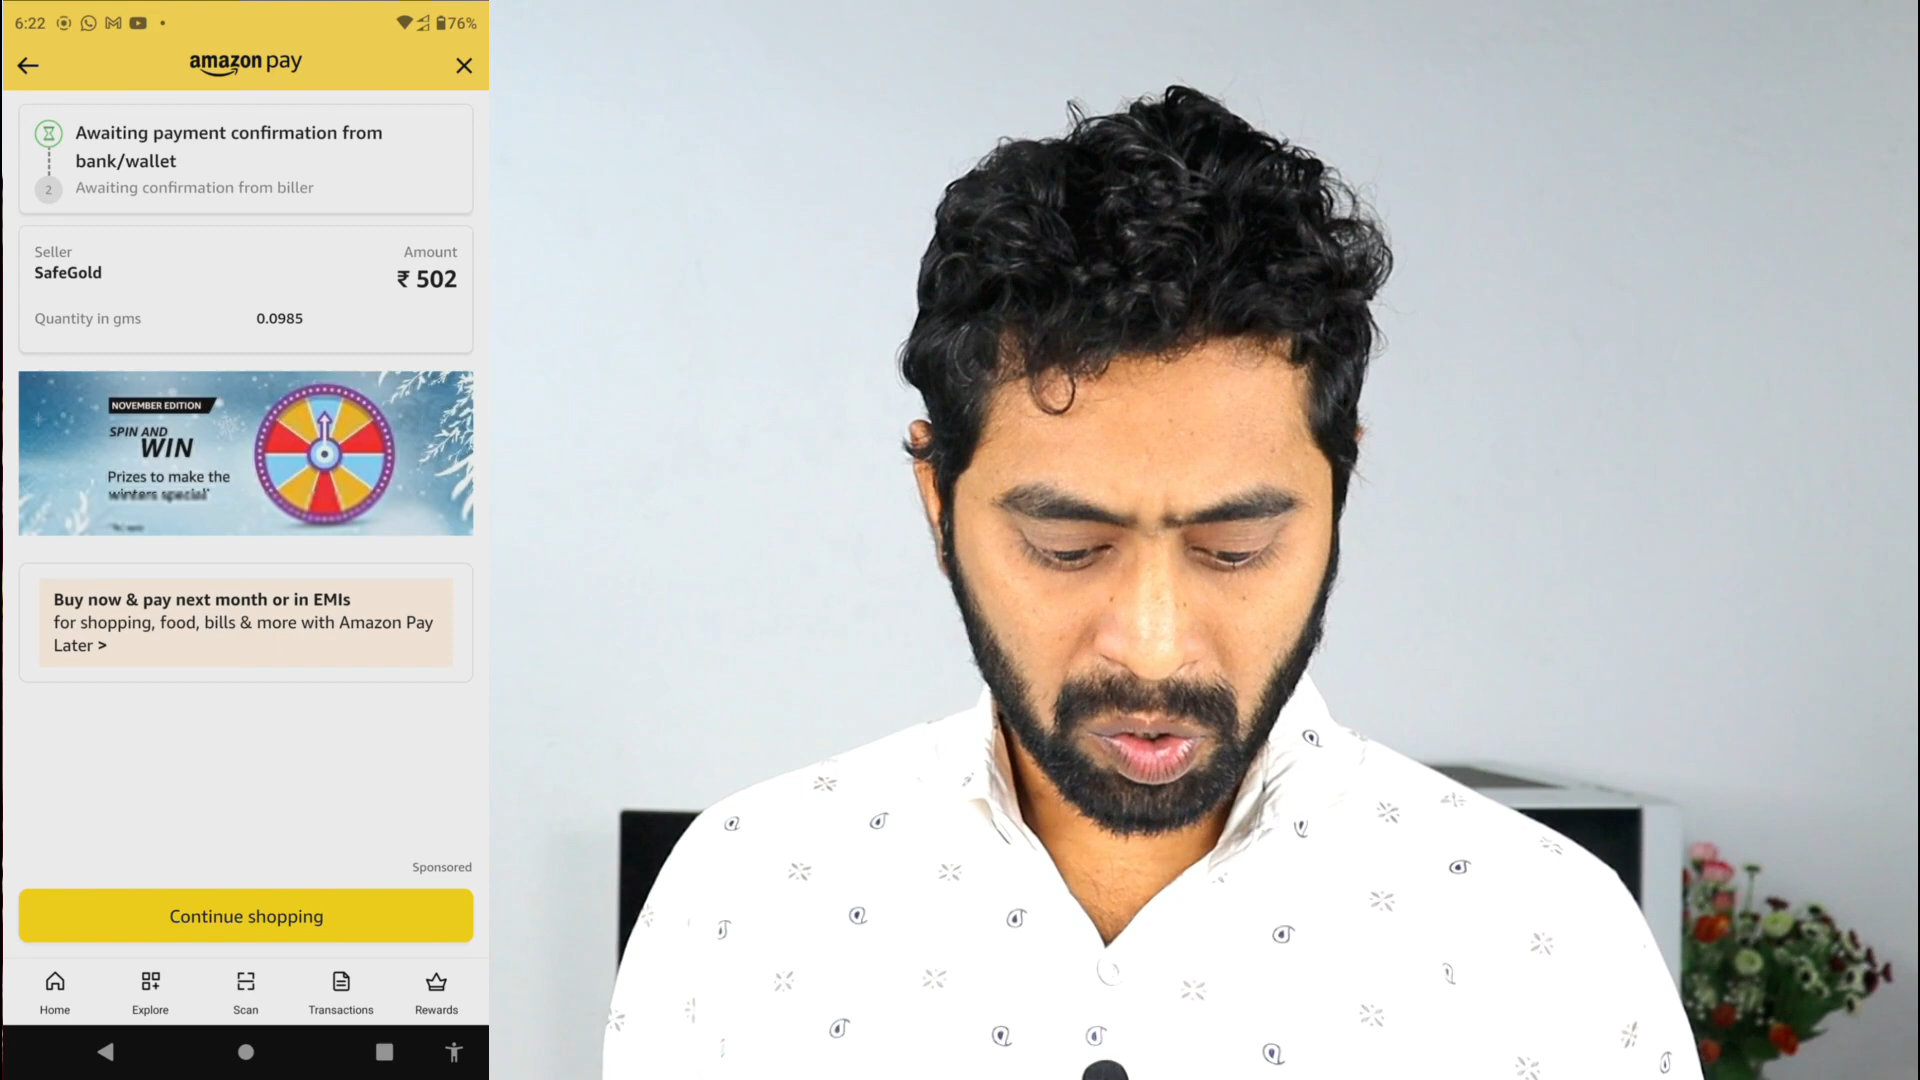 6:22
76%
amazon pay
Awaiting payment confirmation from
bank/wallet
2
Awaiting confirmation from biller
Seller
Amount
SafeGold
₹ 502
Quantity in gms
0.0985
NOVEMBER EDITION
SPIN AND
WIN
Prizes to make the
winters special*
Buy now & pay next month or in EMIs
for shopping, food, bills & more with Amazon Pay
Later >
Sponsored
Continue shopping
Home
Explore
Scan
Transactions
Rewards